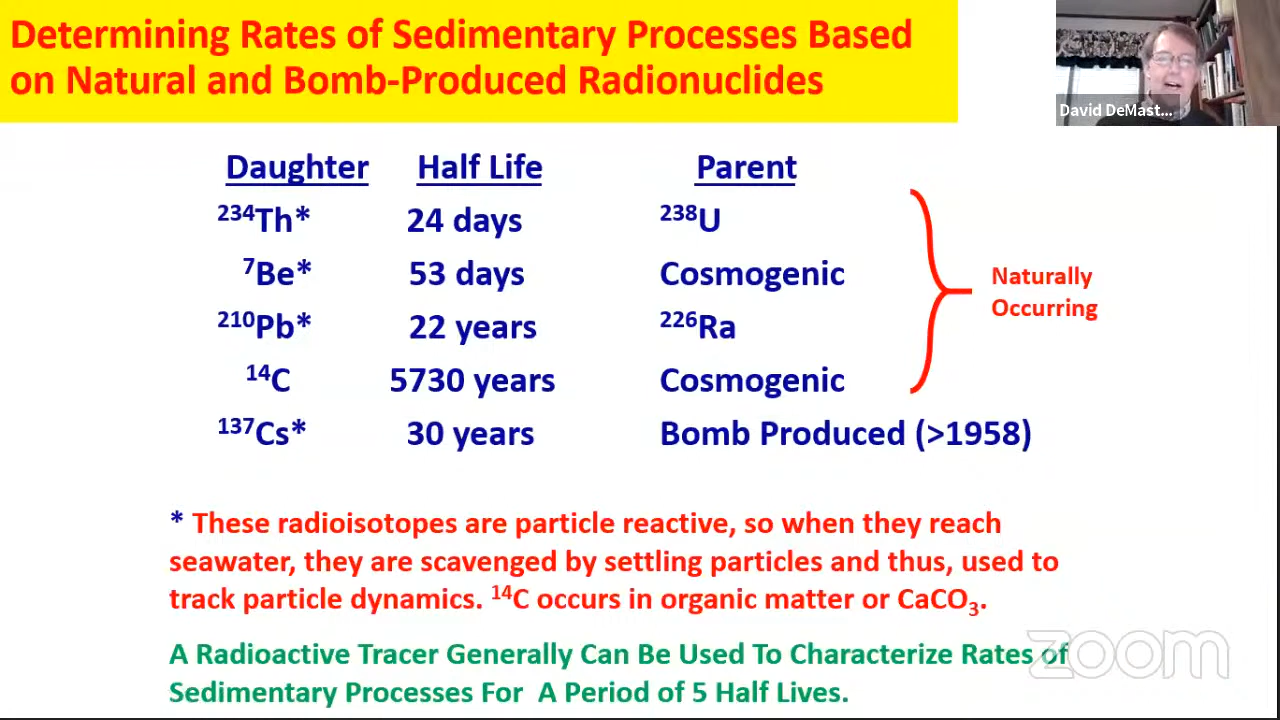 Determining Rates of Sedimentary Processes Based
on Natural and Bomb-Produced Radionuclides
David DeMast...
Daughter Half Life Parent
²³⁴Th* 24 days ²³⁸U
⁷Be* 53 days Cosmogenic
²¹⁰Pb* 22 years ²²⁶Ra
¹⁴C 5730 years Cosmogenic
¹³⁷Cs* 30 years Bomb Produced (>1958)
Naturally
Occurring
* These radioisotopes are particle reactive, so when they reach
seawater, they are scavenged by settling particles and thus, used to
track particle dynamics. ¹⁴C occurs in organic matter or CaCO₃.
A Radioactive Tracer Generally Can Be Used To Characterize Rates of
Sedimentary Processes For A Period of 5 Half Lives.
zoom